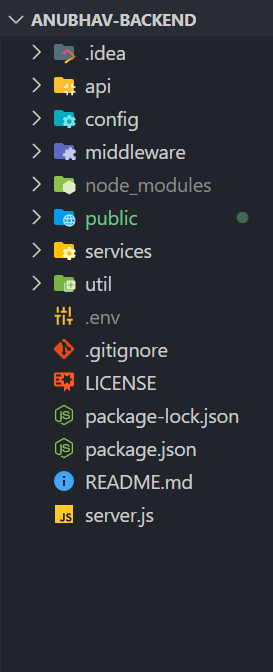 ANUBHAV-BACKEND
.idea
api
config
middleware
node_modules
public
services
util
.env
.gitignore
LICENSE
package-lock.json
package.json
README.md
JS server.js